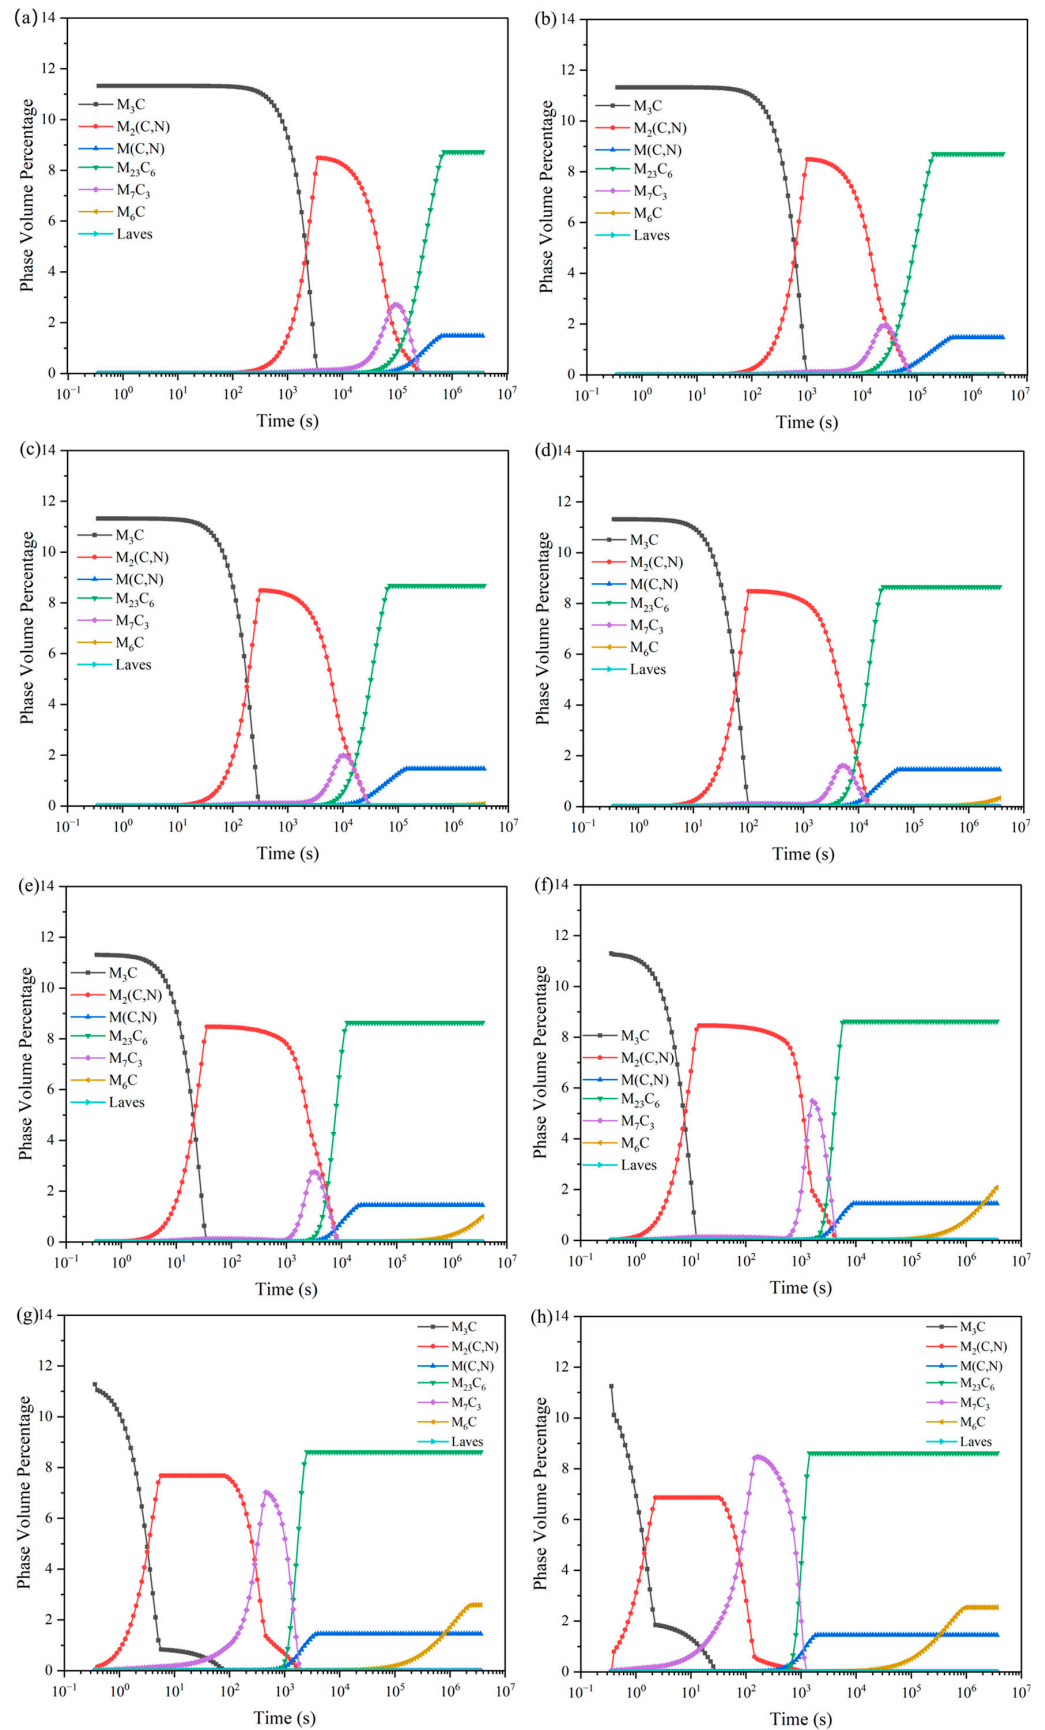 (a)
14
12
10
8
6
4
2
0
Phase Volume Percentage
M₃C
M₂(C,N)
M(C,N)
M₂₃C₆
M₇C₃
M₆C
Laves
10⁻¹ 10⁰ 10¹ 10² 10³ 10⁴ 10⁵ 10⁶ 10⁷
Time (s)
(b)
14
12
10
8
6
4
2
0
Phase Volume Percentage
M₃C
M₂(C,N)
M(C,N)
M₂₃C₆
M₇C₃
M₆C
Laves
10⁻¹ 10⁰ 10¹ 10² 10³ 10⁴ 10⁵ 10⁶ 10⁷
Time (s)
(c)
14
12
10
8
6
4
2
0
Phase Volume Percentage
M₃C
M₂(C,N)
M(C,N)
M₂₃C₆
M₇C₃
M₆C
Laves
10⁻¹ 10⁰ 10¹ 10² 10³ 10⁴ 10⁵ 10⁶ 10⁷
Time (s)
(d)
14
12
10
8
6
4
2
0
Phase Volume Percentage
M₃C
M₂(C,N)
M(C,N)
M₂₃C₆
M₇C₃
M₆C
Laves
10⁻¹ 10⁰ 10¹ 10² 10³ 10⁴ 10⁵ 10⁶ 10⁷
Time (s)
(e)
14
12
10
8
6
4
2
0
Phase Volume Percentage
M₃C
M₂(C,N)
M(C,N)
M₂₃C₆
M₇C₃
M₆C
Laves
10⁻¹ 10⁰ 10¹ 10² 10³ 10⁴ 10⁵ 10⁶ 10⁷
Time (s)
(f)
14
12
10
8
6
4
2
0
Phase Volume Percentage
M₃C
M₂(C,N)
M(C,N)
M₂₃C₆
M₇C₃
M₆C
Laves
10⁻¹ 10⁰ 10¹ 10² 10³ 10⁴ 10⁵ 10⁶ 10⁷
Time (s)
(g)
14
12
10
8
6
4
2
0
Phase Volume Percentage
M₃C
M₂(C,N)
M(C,N)
M₂₃C₆
M₇C₃
M₆C
Laves
10⁻¹ 10⁰ 10¹ 10² 10³ 10⁴ 10⁵ 10⁶ 10⁷
Time (s)
(h)
14
12
10
8
6
4
2
0
Phase Volume Percentage
M₃C
M₂(C,N)
M(C,N)
M₂₃C₆
M₇C₃
M₆C
Laves
10⁻¹ 10⁰ 10¹ 10² 10³ 10⁴ 10⁵ 10⁶ 10⁷
Time (s)